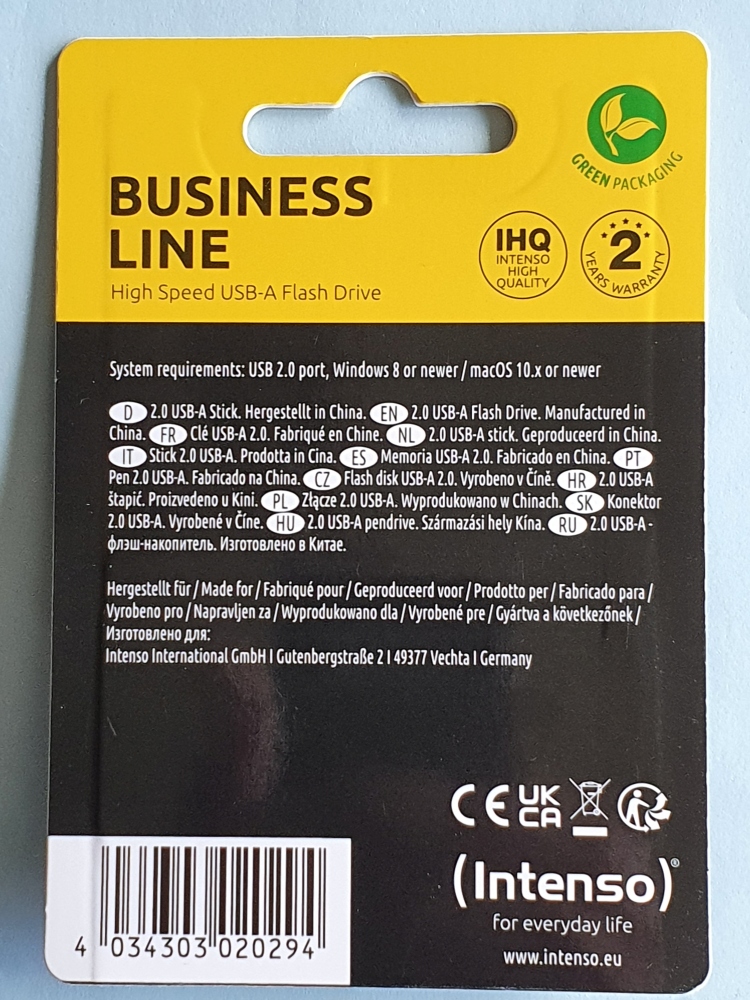 GREEN PACKAGING
BUSINESS
LINE
High Speed USB-A Flash Drive
IHQ
INTENSO
HIGH
QUALITY
2
YEARS WARRANTY
System requirements: USB 2.0 port, Windows 8 or newer / macOS 10.x or newer
D 2.0 USB-A Stick. Hergestellt in China. EN 2.0 USB-A Flash Drive. Manufactured in
China. FR Clé USB-A 2.0. Fabriqué en Chine. NL 2.0 USB-A stick. Geproduceerd in China.
IT Stick 2.0 USB-A. Prodotta in Cina. ES Memoria USB-A 2.0. Fabricado en China. PT
Pen 2.0 USB-A. Fabricado na China. CZ Flash disk USB-A 2.0. Vyrobeno v Číně. HR 2.0 USB-A
štapić. Proizvedeno u Kini. PL Złącze 2.0 USB-A. Wyprodukowano w Chinach. SK Konektor
2.0 USB-A. Vyrobené v Číne. HU 2.0 USB-A pendrive. Származási hely Kína. RU 2.0 USB-A -
флэш-накопитель. Изготовлено в Китае.
Hergestellt für / Made for / Fabriqué pour / Geproduceerd voor / Prodotto per / Fabricado para /
Vyrobeno pro / Napravljen za / Wyprodukowano dla / Vyrobené pre / Gyártva a következőnek /
Изготовлено для:
Intenso International GmbH I Gutenbergstraße 2 I 49377 Vechta I Germany
CE UK
CA
(Intenso)®
for everyday life
www.intenso.eu
4 034303 020294